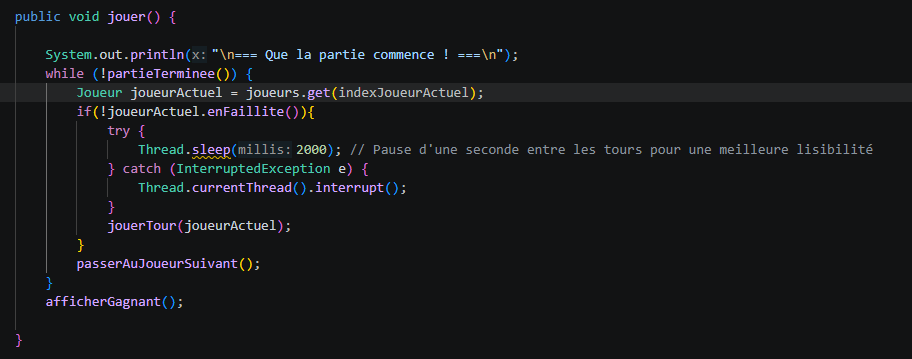 public void jouer() {
System.out.println(x: "\n=== Que la partie commence ! ===\n");
while (!partieTerminee()) {
Joueur joueurActuel = joueurs.get(indexJoueurActuel);
if(!joueurActuel.enFaillite()){
try {
Thread.sleep(millis: 2000); // Pause d'une seconde entre les tours pour une meilleure lisibilité
} catch (InterruptedException e) {
Thread.currentThread().interrupt();
}
jouerTour(joueurActuel);
}
passerAuJoueurSuivant();
}
afficherGagnant();
}